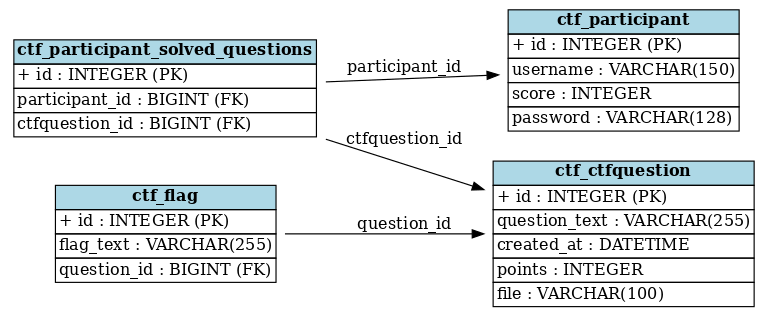 ctf_participant_solved_questions
+ id : INTEGER (PK)
participant_id : BIGINT (FK)
ctfquestion_id : BIGINT (FK)
participant_id
ctf_participant
+ id : INTEGER (PK)
username : VARCHAR(150)
score : INTEGER
password : VARCHAR(128)
ctfquestion_id
ctf_flag
+ id : INTEGER (PK)
flag_text : VARCHAR(255)
question_id : BIGINT (FK)
question_id
ctf_ctfquestion
+ id : INTEGER (PK)
question_text : VARCHAR(255)
created_at : DATETIME
points : INTEGER
file : VARCHAR(100)